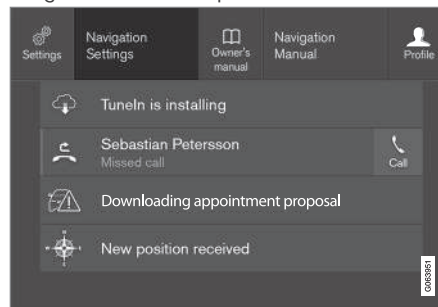 Settings
Navigation Settings
Owner's manual
Navigation Manual
Profile
TuneIn is installing
Sebastian Petersson
Missed call
Call
Downloading appointment proposal
New position received
G063951